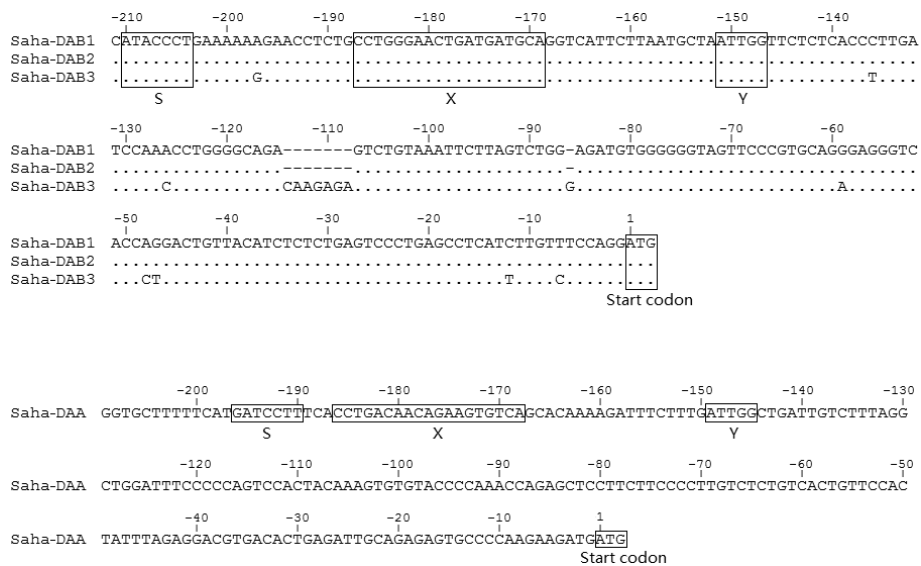 -210 -200 -190 -180 -170 -160 -150 -140
Saha-DAB1 CATACCCTGAAAAAAGAACCTCTGCCTGGGAACTGATGATGCAGGTCATTCTTAATGCTAATTGGTTCTCTCACCCTTGA
Saha-DAB2 ................................................................................
Saha-DAB3 ..............G............................................................T....
S X Y
-130 -120 -110 -100 -90 -80 -70 -60
Saha-DAB1 TCCAAACCTGGGGCAGA-------GTCTGTAAATTCTTAGTCTGG-AGATGTGGGGGGTAGTTCCCGTGCAGGGAGGGTC
Saha-DAB2 .................-------.....................-..................................
Saha-DAB3 .....C...........CAAGAGA.....................G..........................A.......
-50 -40 -30 -20 -10 1
Saha-DAB1 ACCAGGACTGTTACATCTCTCTGAGTCCCTGAGCCTCATCTTGTTTCCAGGATG
Saha-DAB2 ......................................................
Saha-DAB3 ...CT..................................T....C.........
Start codon
-200 -190 -180 -170 -160 -150 -140 -130
Saha-DAA GGTGCTTTTTCATGATCCTTTCACCTGACAACAGAAGTGTCAGCACAAAAGATTTCTTTGATTGGCTGATTGTCTTTAGG
S X Y
-120 -110 -100 -90 -80 -70 -60 -50
Saha-DAA CTGGATTTCCCCCAGTCCACTACAAAGTGTGTACCCCAAACCAGAGCTCCTTCTTCCCCTTGTCTCTGTCACTGTTCCAC
-40 -30 -20 -10 1
Saha-DAA TATTTAGAGGACGTGACACTGAGATTGCAGAGAGTGCCCCAAGAAGATGATG
Start codon